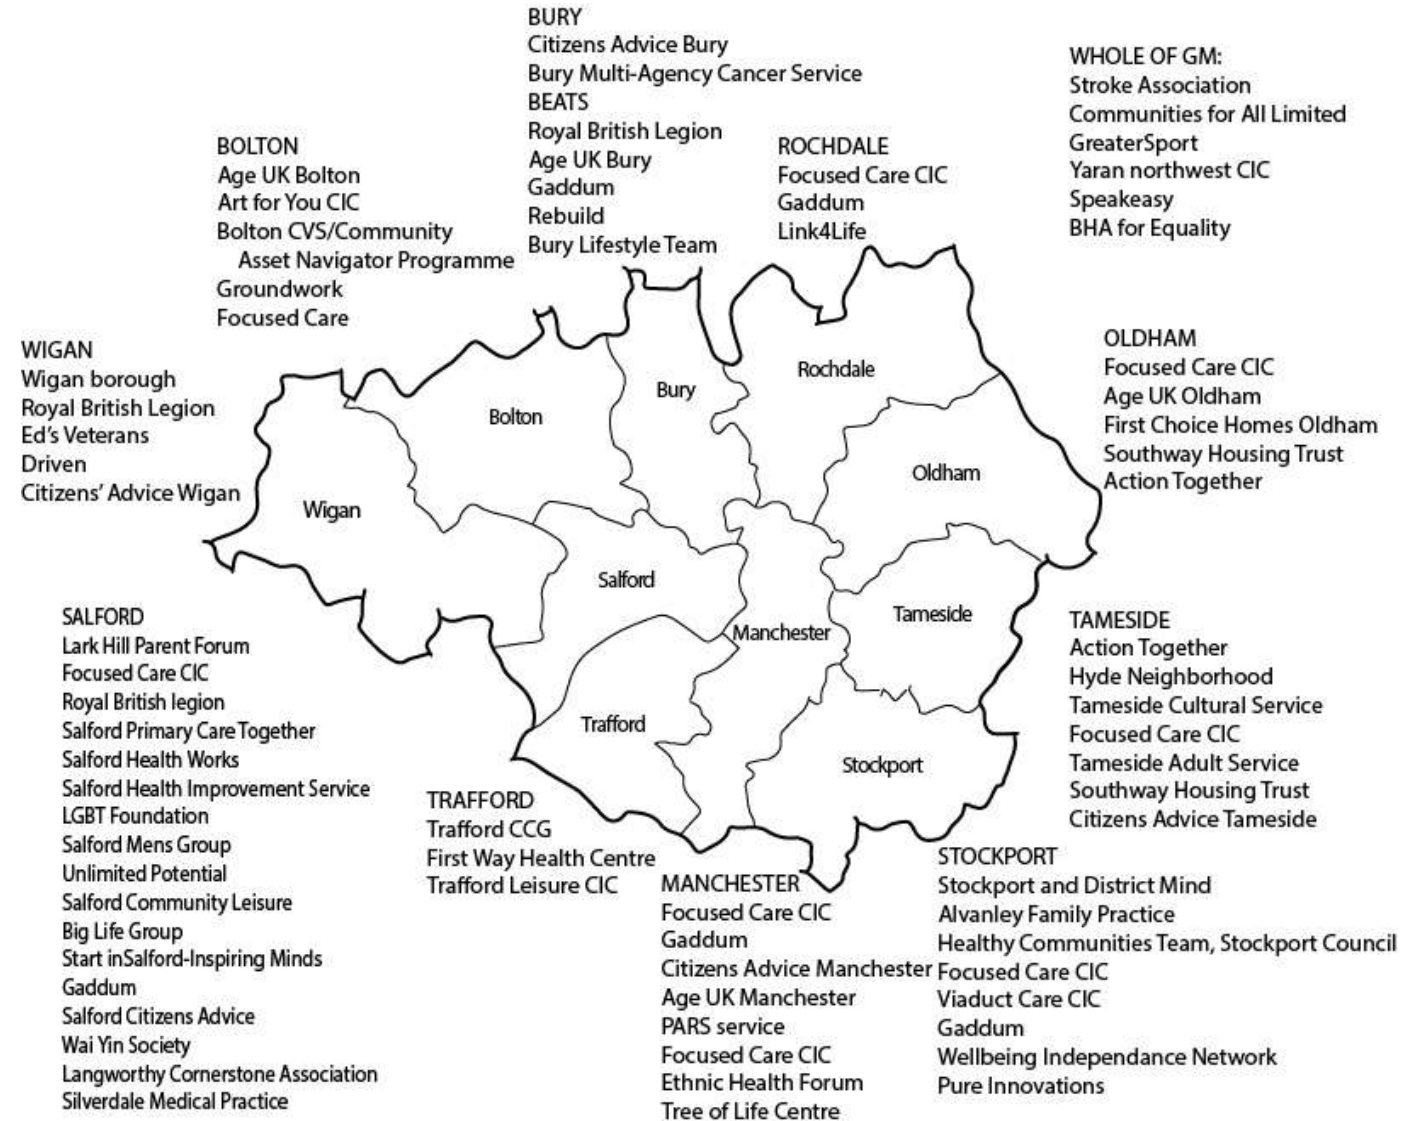 BURY
Citizens Advice Bury
Bury Multi-Agency Cancer Service
BEATS
Royal British Legion
Age UK Bury
Gaddum
Rebuild
Bury Lifestyle Team
WHOLE OF GM:
Stroke Association
Communities for All Limited
GreaterSport
Yaran northwest CIC
Speakeasy
BHA for Equality
BOLTON
Age UK Bolton
Art for You CIC
Bolton CVS/Community
Asset Navigator Programme
Groundwork
Focused Care
ROCHDALE
Focused Care CIC
Gaddum
Link4Life
WIGAN
Wigan borough
Royal British Legion
Ed's Veterans
Driven
Citizens' Advice Wigan
OLDHAM
Focused Care CIC
Age UK Oldham
First Choice Homes Oldham
Southway Housing Trust
Action Together
Rochdale
Bury
Bolton
Oldham
Wigan
Salford
Tameside
Manchester
Trafford
Stockport
SALFORD
Lark Hill Parent Forum
Focused Care CIC
Royal British legion
Salford Primary Care Together
Salford Health Works
Salford Health Improvement Service
LGBT Foundation
Salford Mens Group
Unlimited Potential
Salford Community Leisure
Big Life Group
Start inSalford-Inspiring Minds
Gaddum
Salford Citizens Advice
Wai Yin Society
Langworthy Cornerstone Association
Silverdale Medical Practice
TAMESIDE
Action Together
Hyde Neighborhood
Tameside Cultural Service
Focused Care CIC
Tameside Adult Service
Southway Housing Trust
Citizens Advice Tameside
TRAFFORD
Trafford CCG
First Way Health Centre
Trafford Leisure CIC
MANCHESTER
Focused Care CIC
Gaddum
Citizens Advice Manchester
Age UK Manchester
PARS service
Focused Care CIC
Ethnic Health Forum
Tree of Life Centre
STOCKPORT
Stockport and District Mind
Alvanley Family Practice
Healthy Communities Team, Stockport Council
Focused Care CIC
Viaduct Care CIC
Gaddum
Wellbeing Independance Network
Pure Innovations